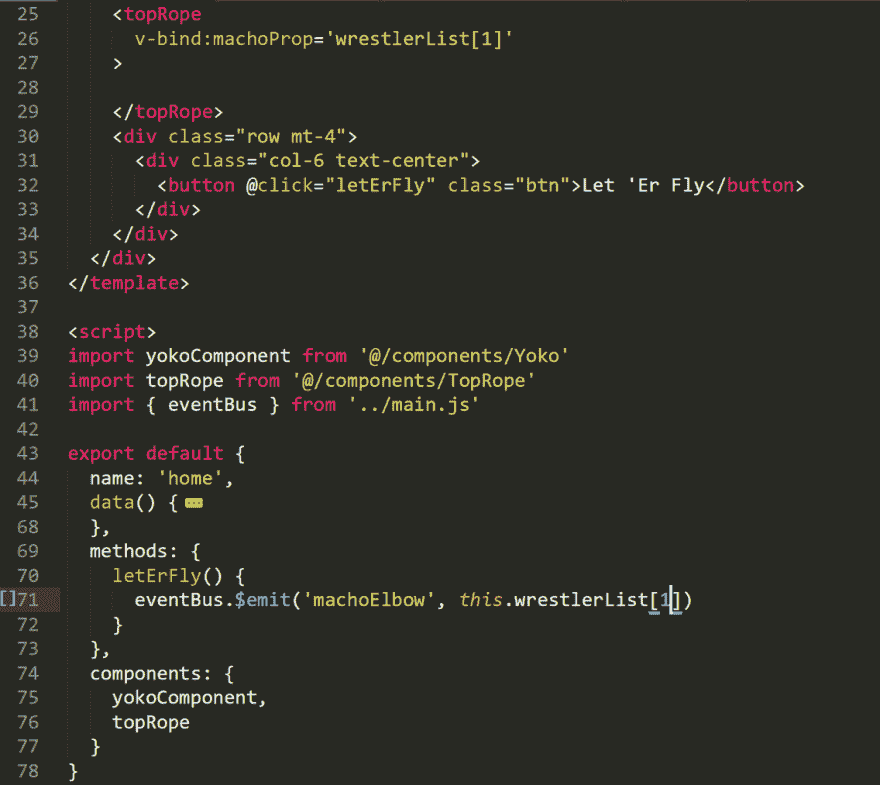 25 <topRope
26 v-bind:machoProp='wrestlerList[1]'
27 >
28
29 </topRope>
30 <div class="row mt-4">
31 <div class="col-6 text-center">
32 <button @click="letErFly" class="btn">Let 'Er Fly</button>
33 </div>
34 </div>
35 </div>
36 </template>
37
38 <script>
39 import yokoComponent from '@/components/Yoko'
40 import topRope from '@/components/TopRope'
41 import { eventBus } from '../main.js'
42
43 export default {
44 name: 'home',
45 data() {
68 },
69 methods: {
70 letErFly() {
[]71 eventBus.$emit('machoElbow', this.wrestlerList[1])
72 }
73 },
74 components: {
75 yokoComponent,
76 topRope
77 }
78 }